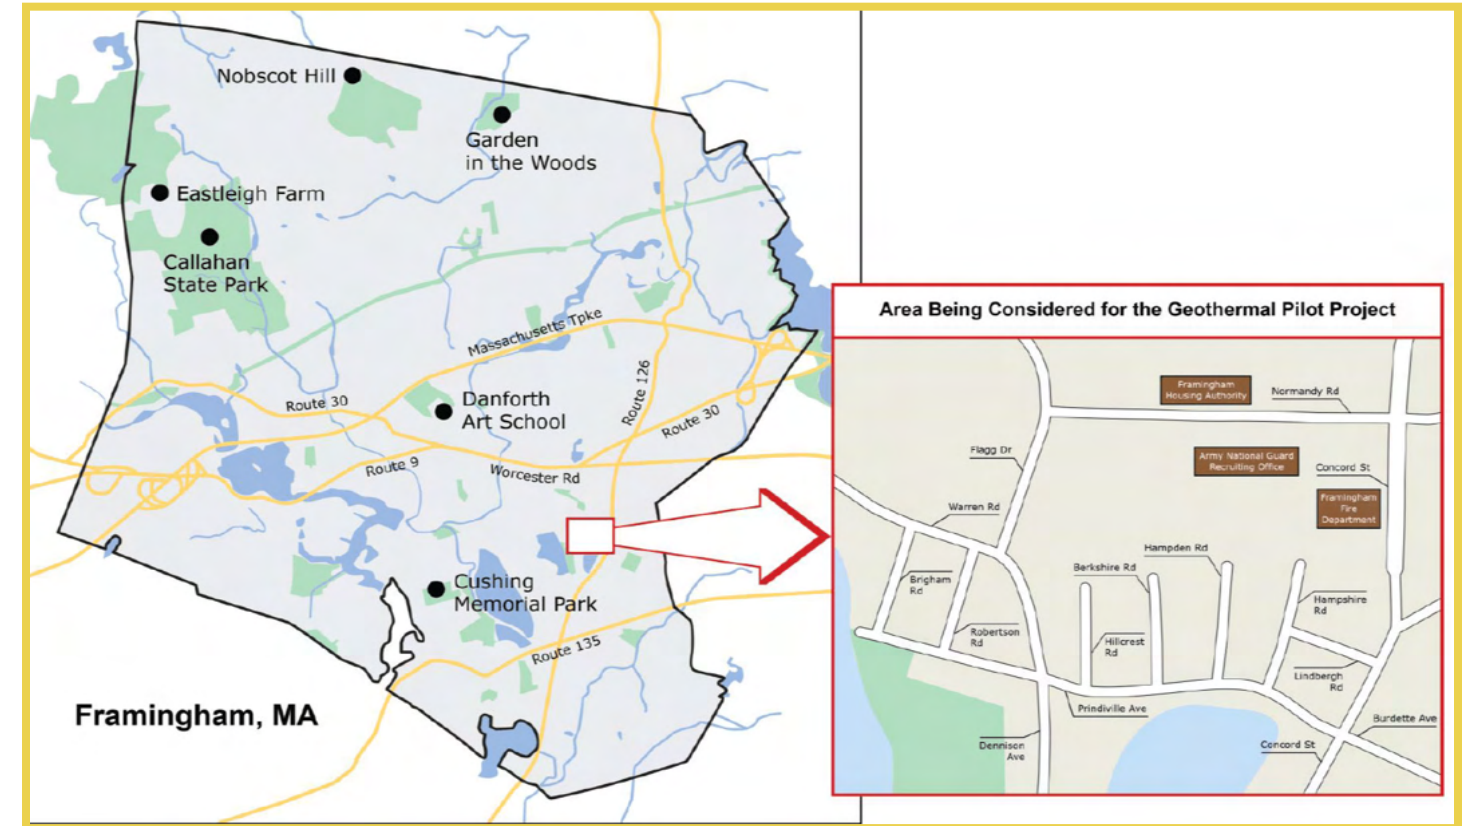 Nobscot Hill
Garden
in the Woods
Eastleigh Farm
Callahan
State Park
Massachusetts Tpke
Route 126
Route 30
Danforth
Art School
Route 30
Route 9
Worcester Rd
Cushing
Memorial Park
Route 135
Framingham, MA
Area Being Considered for the Geothermal Pilot Project
Framingham
Housing Authority
Normandy Rd
Flagg Dr
Army National Guard
Recruiting Office
Concord St
Framingham
Fire
Department
Warren Rd
Hampden Rd
Berkshire Rd
Brigham
Rd
Hampshire
Rd
Robertson
Rd
Hillcrest
Rd
Lindbergh
Rd
Prindiville Ave
Burdette Ave
Dennison
Ave
Concord St